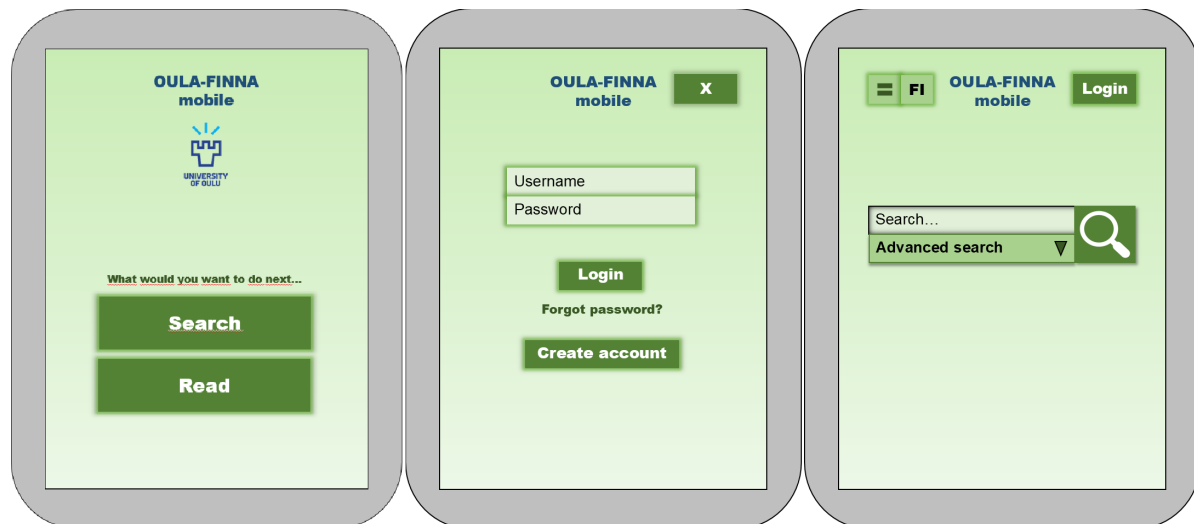 OULA-FINNA
mobile
UNIVERSITY
OF OULU
What would you want to do next...
Search
Read
OULA-FINNA
mobile
X
Username
Password
Login
Forgot password?
Create account
FI
OULA-FINNA
mobile
Login
Search…
Advanced search